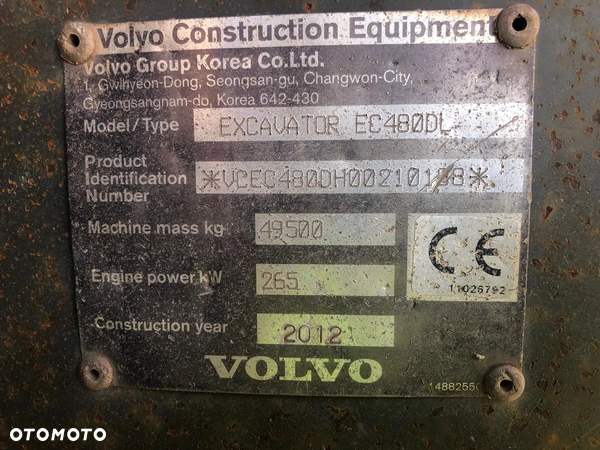 Volvo Construction Equipment
Volvo Group Korea Co.Ltd.
1, Gwihyeon-Dong, Seongsan-gu, Changwon-City,
Gyeongsangnam-do, Korea 642-430
Model/Type EXCAVATOR EC480DL
Product
Identification
Number
Machine mass kg 49500
Engine power kW 265
CE
11026792
Construction year 2012
VOLVO
OTOMOTO